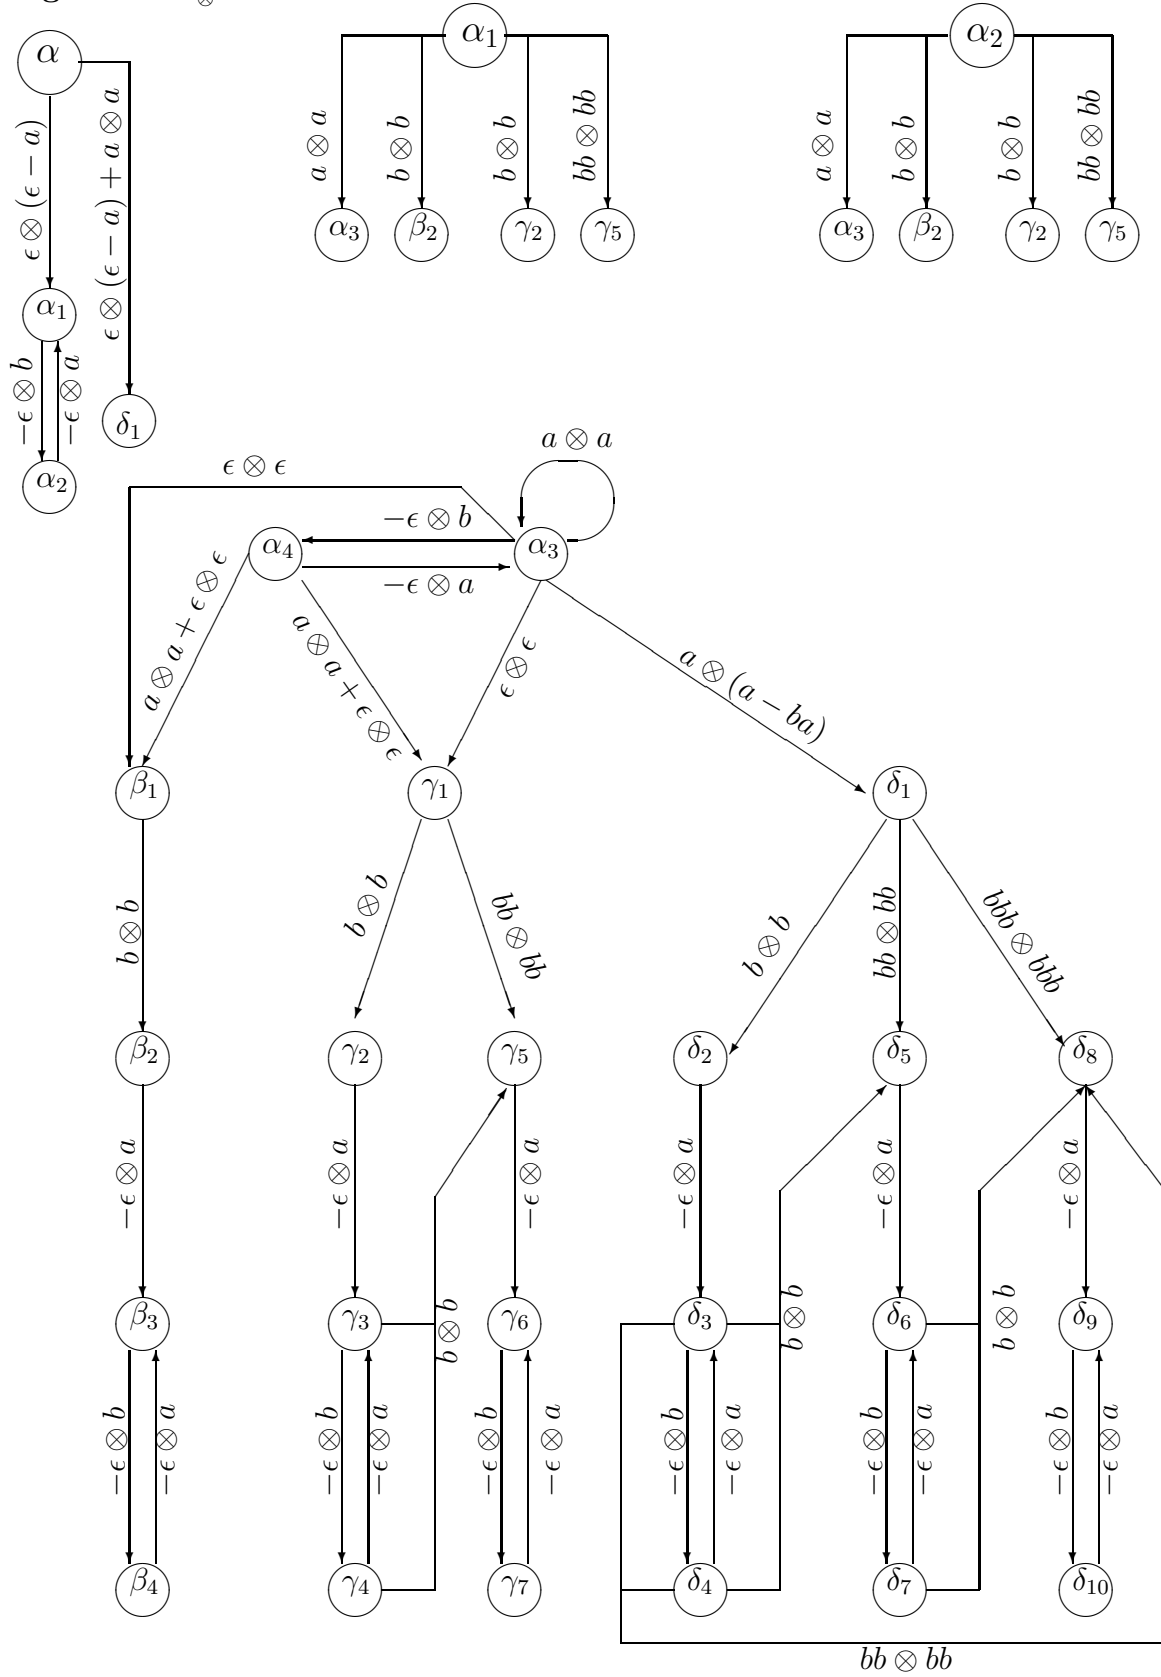 α
ϵ ⊗ (ϵ − a)
ϵ ⊗ (ϵ − a) + a ⊗ a
α₁
−ϵ ⊗ b
−ϵ ⊗ a
α₂
δ₁
α₁
a ⊗ a
b ⊗ b
b ⊗ b
bb ⊗ bb
α₃
β₂
γ₂
γ₅
α₂
a ⊗ a
b ⊗ b
b ⊗ b
bb ⊗ bb
α₃
β₂
γ₂
γ₅
a ⊗ a
ϵ ⊗ ϵ
−ϵ ⊗ b
α₄
α₃
−ϵ ⊗ a
a ⊗ a + ϵ ⊗ ϵ
a ⊗ a + ϵ ⊗ ϵ
ϵ ⊗ ϵ
a ⊗ (a − ba)
β₁
γ₁
δ₁
b ⊗ b
b ⊗ b
bb ⊗ bb
b ⊗ b
bb ⊗ bb
bbb ⊗ bbb
β₂
γ₂
γ₅
δ₂
δ₅
δ₈
−ϵ ⊗ a
−ϵ ⊗ a
−ϵ ⊗ a
−ϵ ⊗ a
−ϵ ⊗ a
−ϵ ⊗ a
β₃
γ₃
b ⊗ b
γ₆
δ₃
b ⊗ b
δ₆
b ⊗ b
δ₉
−ϵ ⊗ b
−ϵ ⊗ a
−ϵ ⊗ b
−ϵ ⊗ a
−ϵ ⊗ b
−ϵ ⊗ a
−ϵ ⊗ b
−ϵ ⊗ a
−ϵ ⊗ b
−ϵ ⊗ a
−ϵ ⊗ b
−ϵ ⊗ a
β₄
γ₄
γ₇
δ₄
δ₇
δ₁₀
bb ⊗ bb